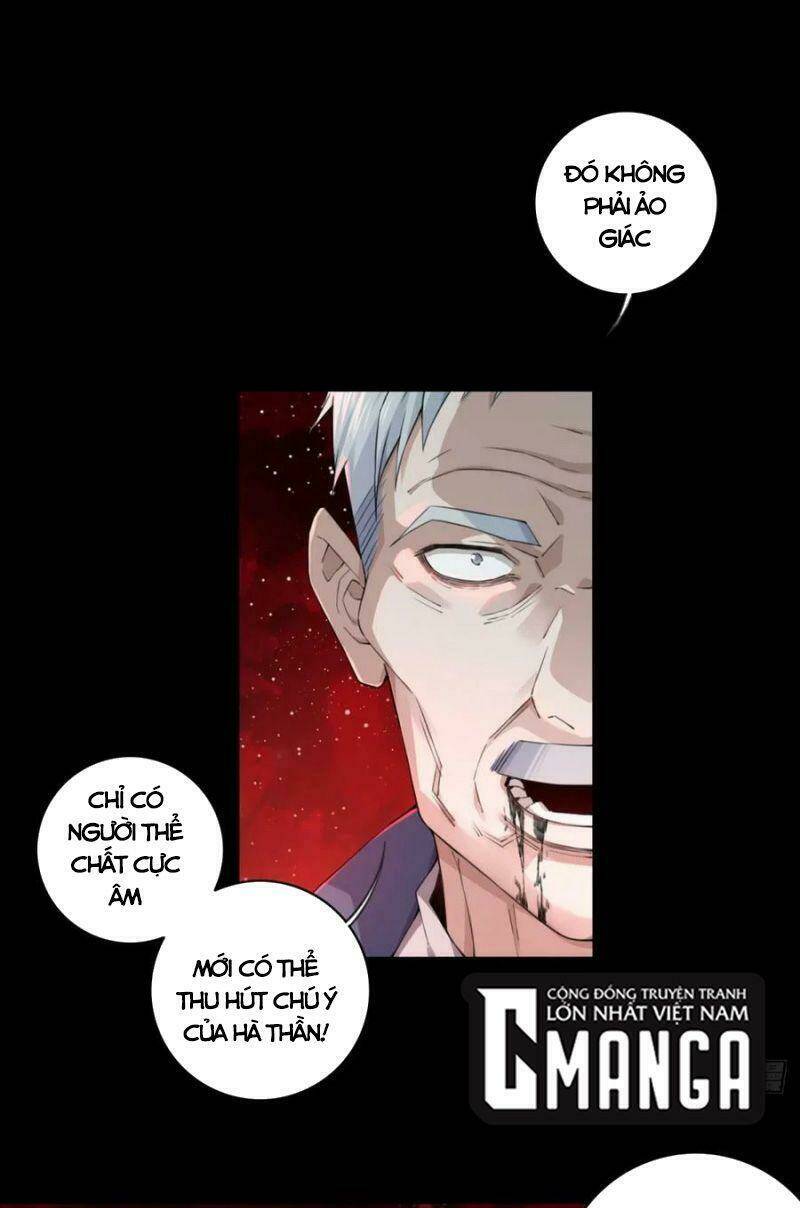 ĐÓ KHÔNG
PHẢI ẢO
GIÁC
CHỈ CÓ
NGƯỜI THỂ
CHẤT CỰC
ÂM
MỚI CÓ THỂ
THU HÚT CHÚ Ý
CỦA HÀ THẦN!
CỘNG ĐỒNG TRUYỆN TRANH
LỚN NHẤT VIỆT NAM
CMANGA